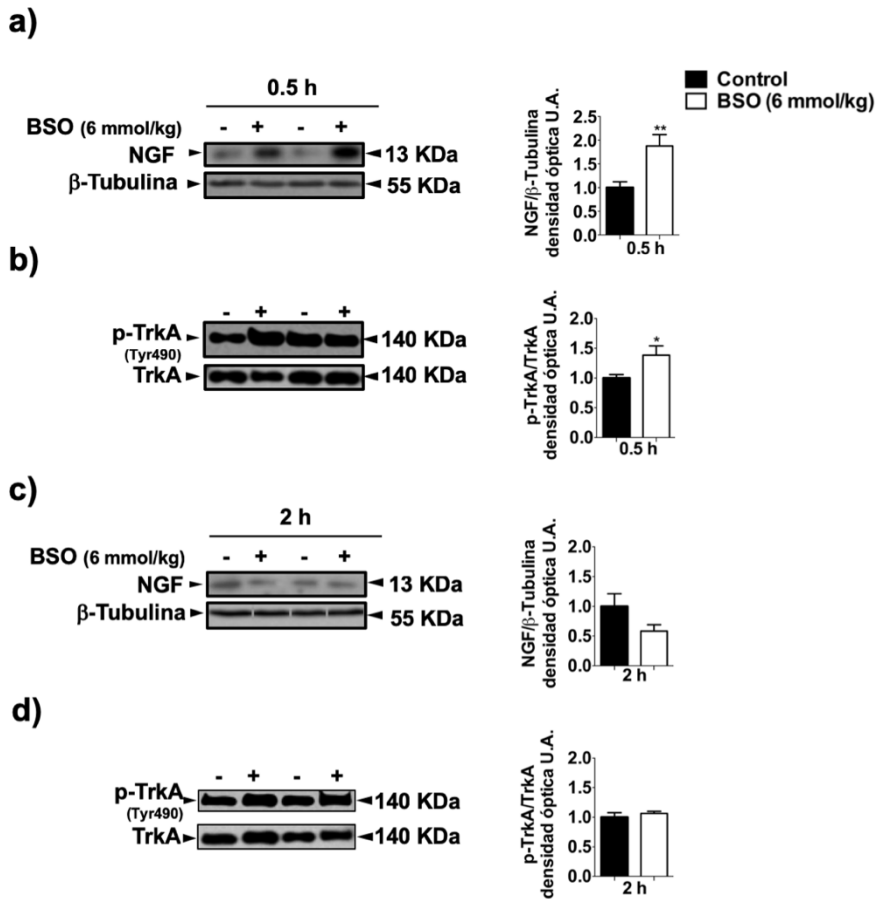 a)
0.5 h
BSO (6 mmol/kg) - + - +
NGF 13 KDa
β-Tubulina 55 KDa
Control
BSO (6 mmol/kg)
NGF/β-Tubulina
densidad óptica U.A.
2.5
2.0
1.5
1.0
0.5
0.0
**
0.5 h
b)
- + - +
p-TrkA 140 KDa
(Tyr490)
TrkA 140 KDa
p-TrkA/TrkA
densidad óptica U.A.
2.0
1.5
1.0
0.5
0.0
*
0.5 h
c)
2 h
BSO (6 mmol/kg) - + - +
NGF 13 KDa
β-Tubulina 55 KDa
NGF/β-Tubulina
densidad óptica U.A.
2.0
1.5
1.0
0.5
0.0
2 h
d)
- + - +
p-TrkA 140 KDa
(Tyr490)
TrkA 140 KDa
p-TrkA/TrkA
densidad óptica U.A.
2.0
1.5
1.0
0.5
0.0
2 h